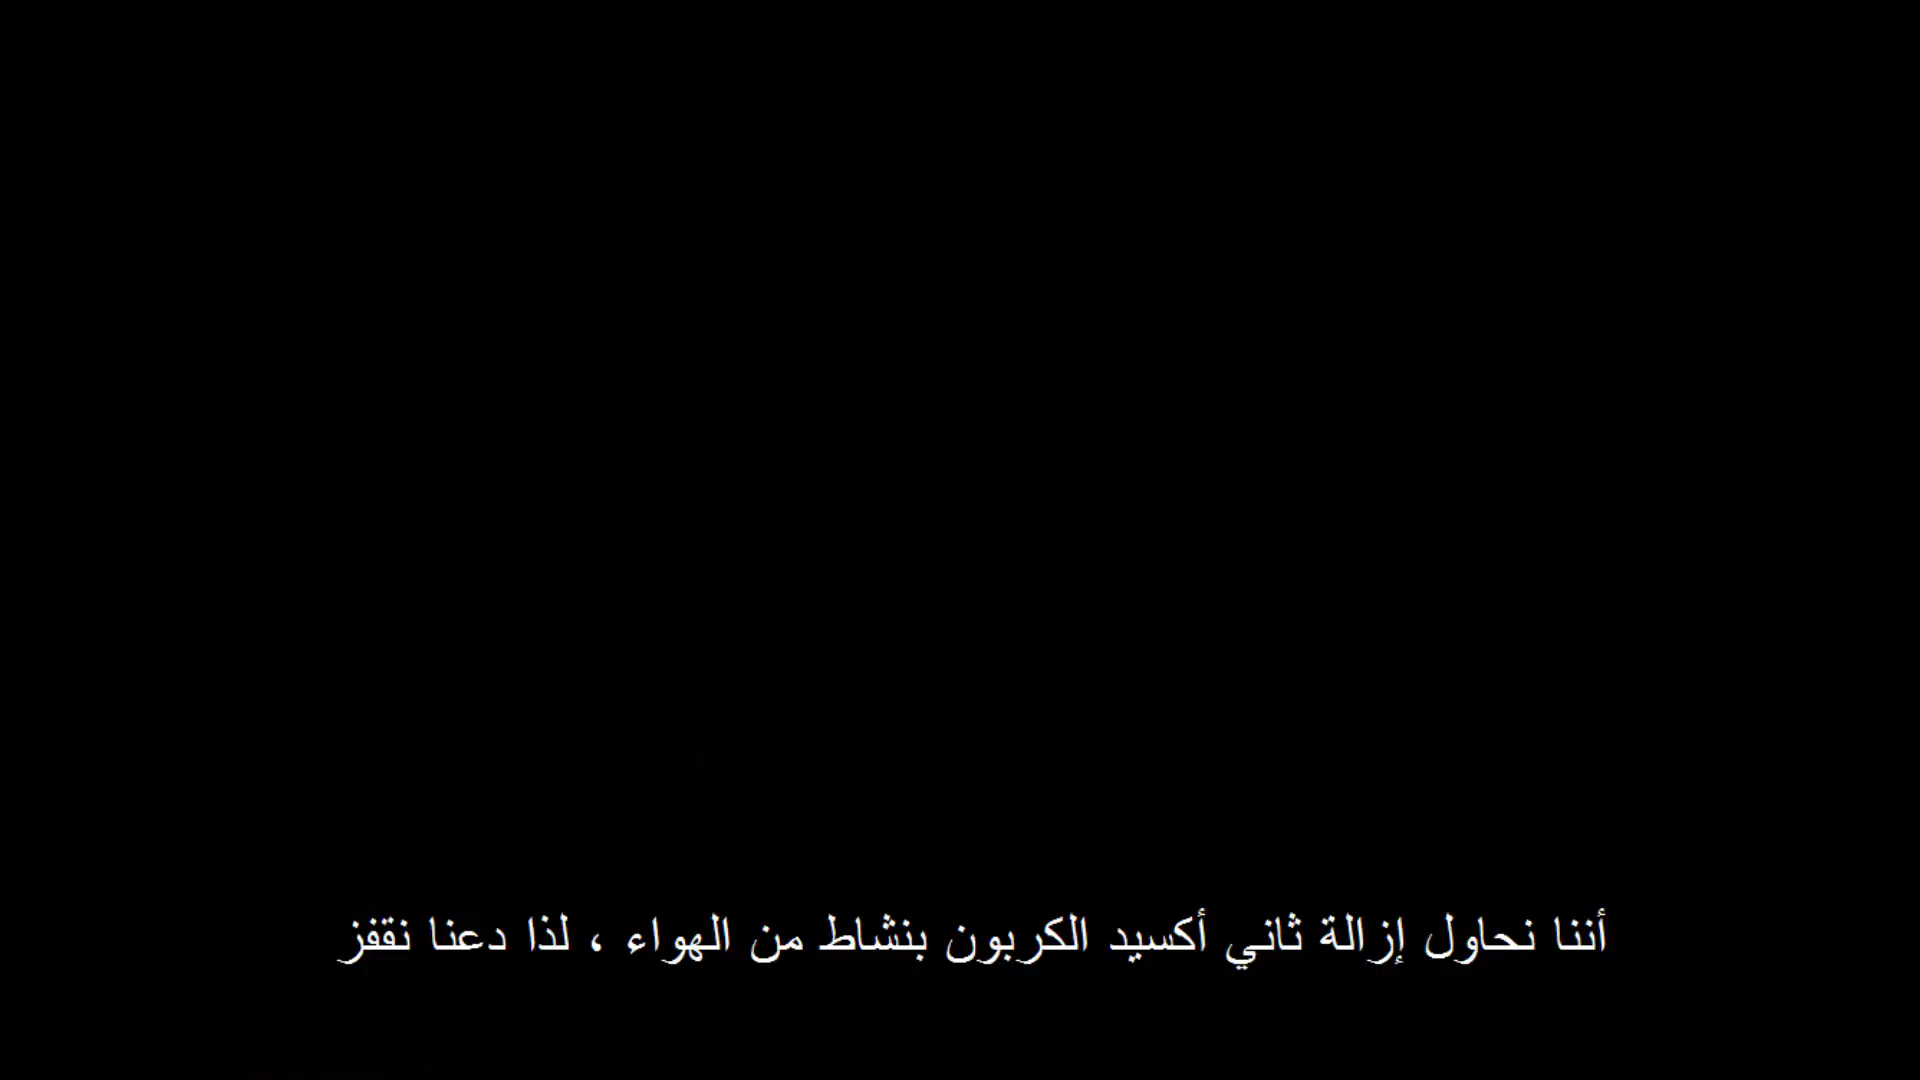 أننا نحاول إزالة ثاني أكسيد الكربون بنشاط من الهواء ، لذا دعنا نقفز